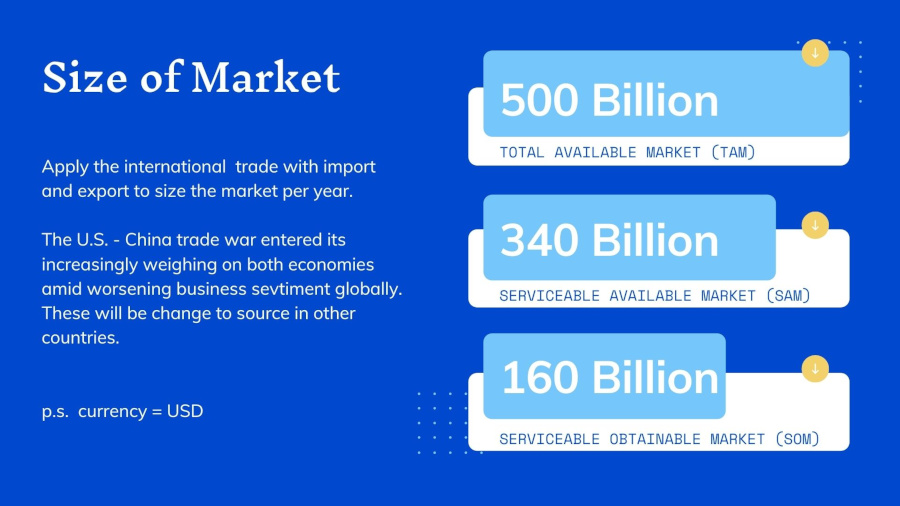 Size of Market
Apply the international  trade with import
and export to size the market per year.
The U.S. - China trade war entered its
increasingly weighing on both economies
amid worsening business sevtiment globally.
These will be change to source in other
countries.
p.s.  currency = USD
500 Billion
TOTAL AVAILABLE MARKET (TAM)
340 Billion
SERVICEABLE AVAILABLE MARKET (SAM)
160 Billion
SERVICEABLE OBTAINABLE MARKET (SOM)